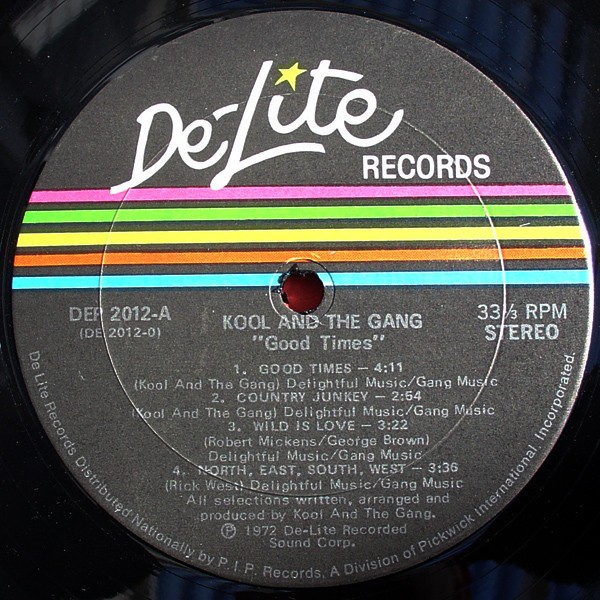 De-Lite
RECORDS
DEP 2012-A
(DE 2012-0)
KOOL AND THE GANG
"Good Times"
33⅓ RPM
STEREO
1. GOOD TIMES — 4:11
(Kool And The Gang) Delightful Music/Gang Music
2. COUNTRY JUNKEY — 2:54
(Kool And The Gang) Delightful Music/Gang Music
3. WILD IS LOVE — 3:22
(Robert Mickens/George Brown)
Delightful Music/Gang Music
4. NORTH, EAST, SOUTH, WEST — 3:36
(Rick West) Delightful Music/Gang Music
All selections written, arranged and
produced by Kool And The Gang.
℗ 1972 De-Lite Recorded
Sound Corp.
De Lite Records Distributed Nationally by P.I.P. Records, A Division of Pickwick International, Incorporated.